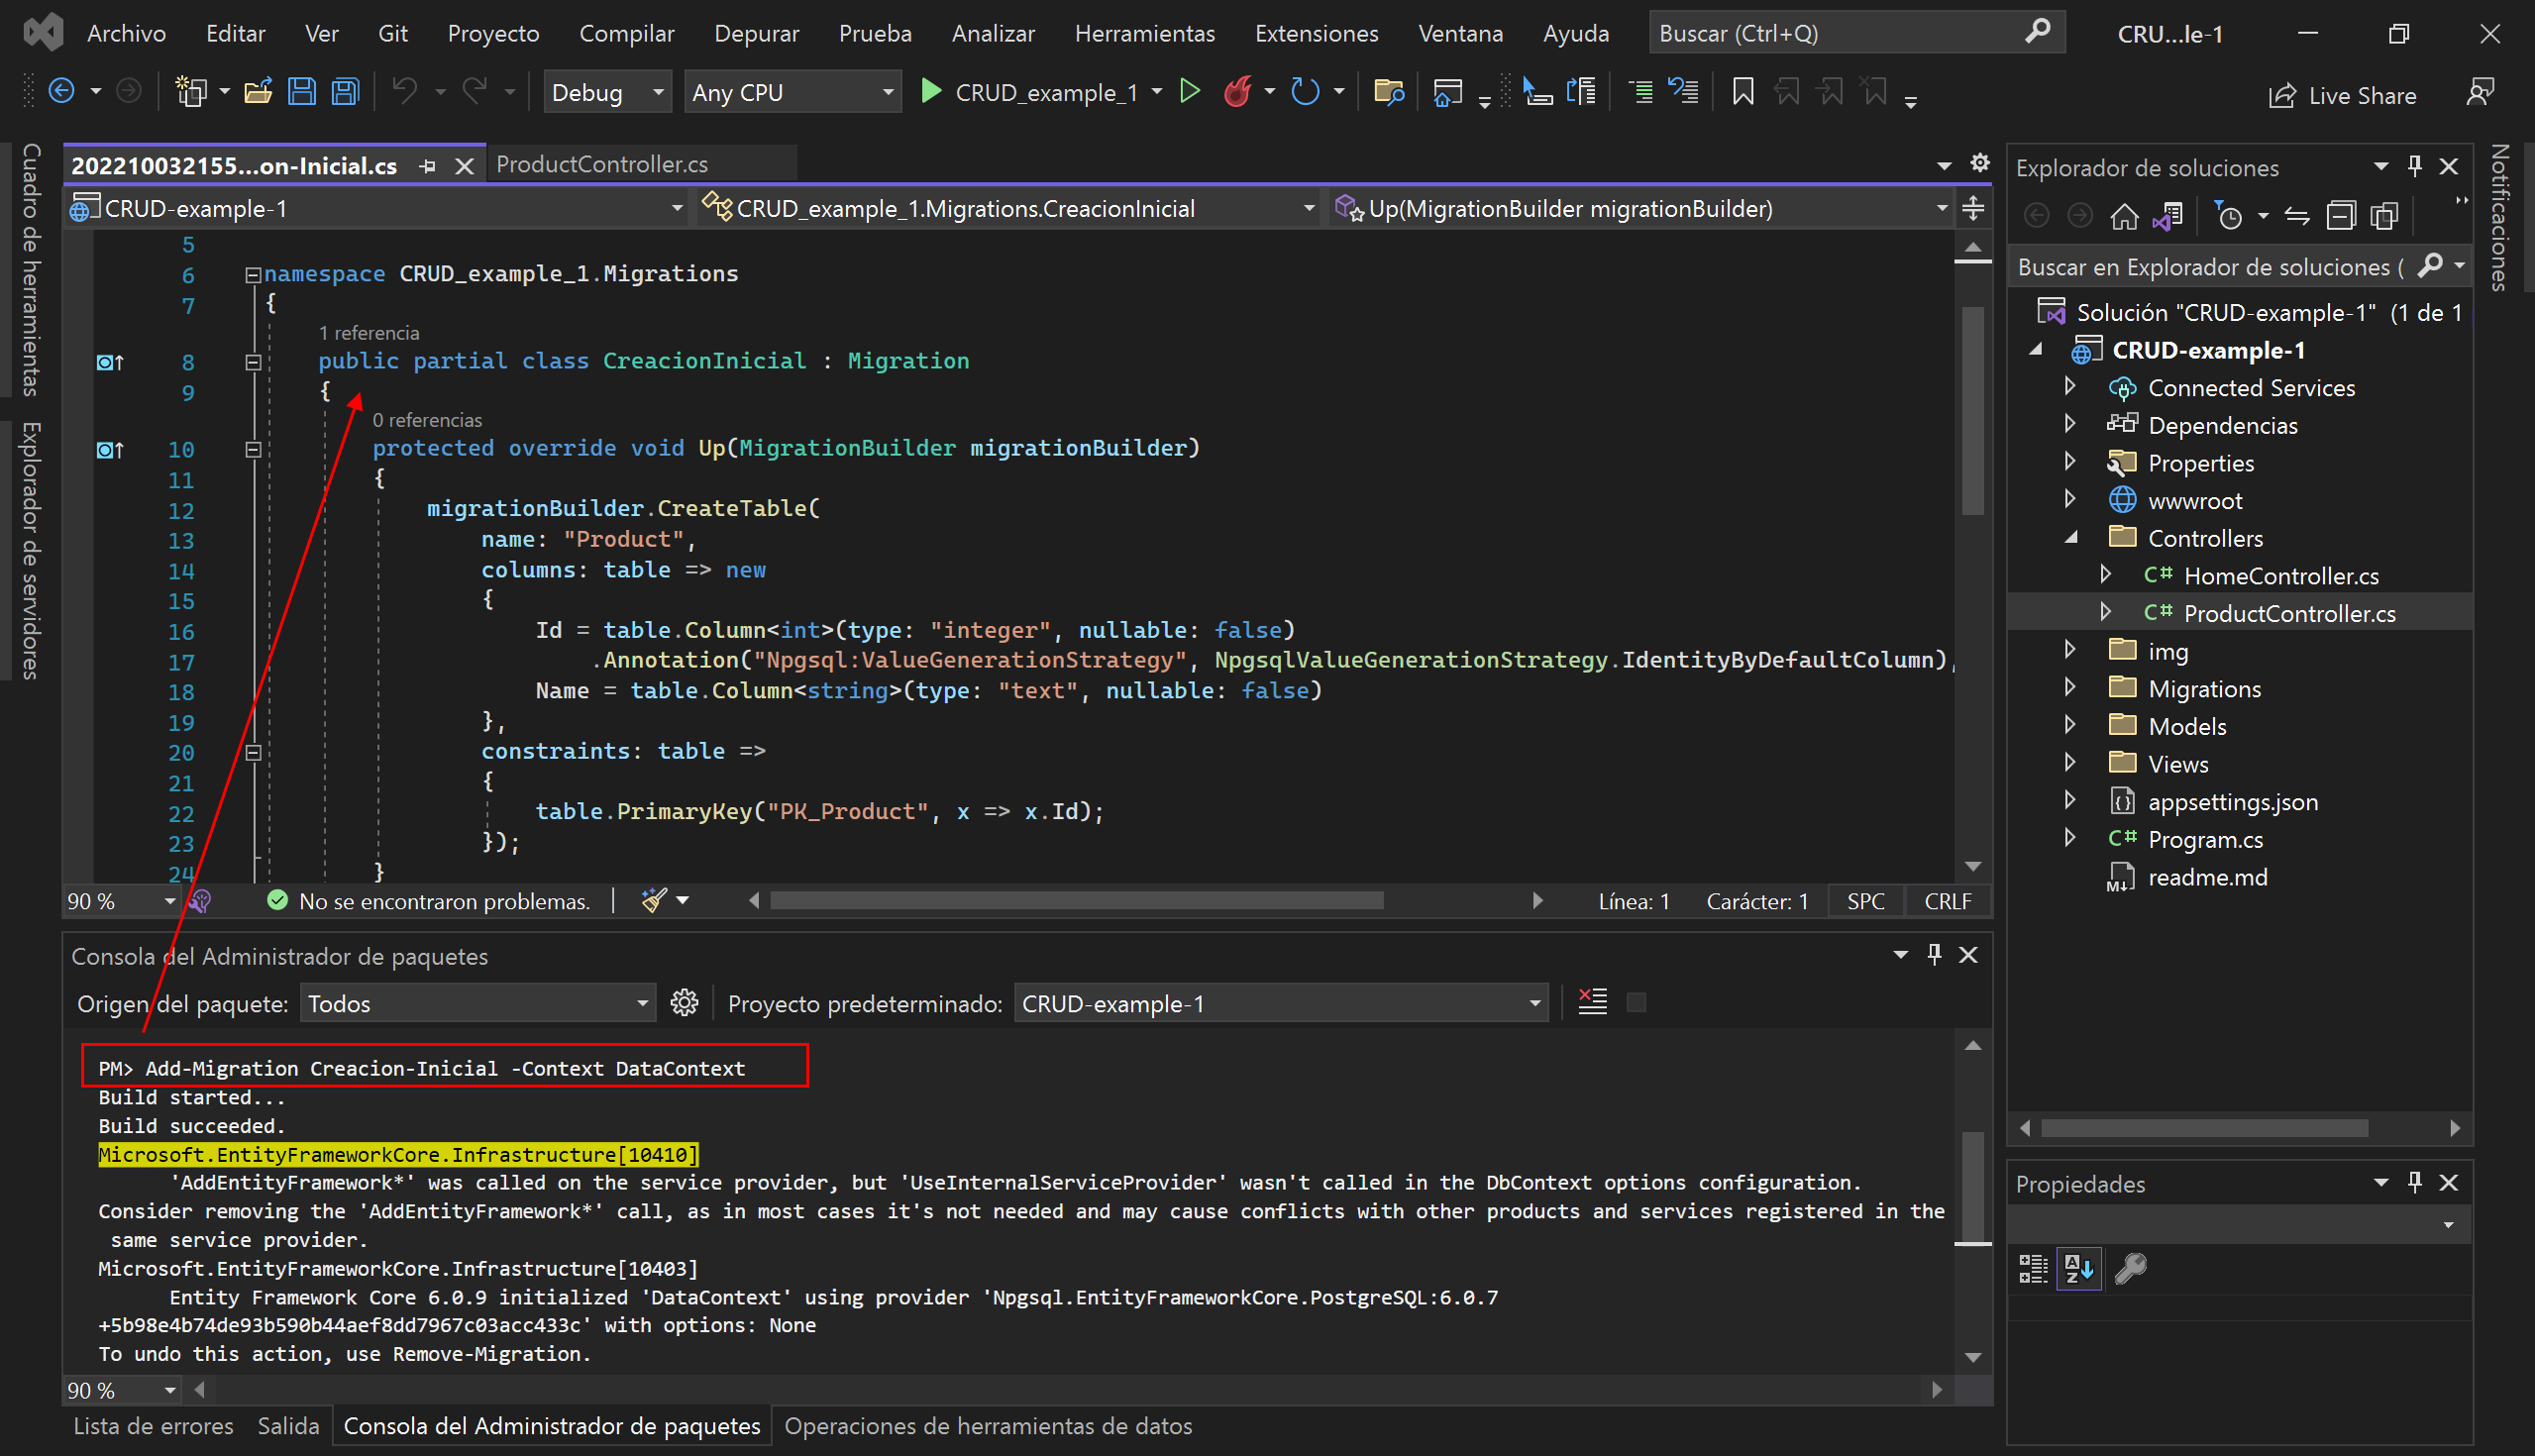 Archivo Editar Ver Git Proyecto Compilar Depurar Prueba Analizar Herramientas Extensiones Ventana Ayuda Buscar (Ctrl+Q) CRU...le-1
Debug Any CPU CRUD_example_1 Live Share
Cuadro de herramientas
Explorador de servidores
202210032155...on-Inicial.cs ProductController.cs
CRUD-example-1 CRUD_example_1.Migrations.CreacionInicial Up(MigrationBuilder migrationBuilder)
5
6 namespace CRUD_example_1.Migrations
7 {
1 referencia
8 public partial class CreacionInicial : Migration
9 {
0 referencias
10 protected override void Up(MigrationBuilder migrationBuilder)
11 {
12 migrationBuilder.CreateTable(
13 name: "Product",
14 columns: table => new
15 {
16 Id = table.Column<int>(type: "integer", nullable: false)
17 .Annotation("Npgsql:ValueGenerationStrategy", NpgsqlValueGenerationStrategy.IdentityByDefaultColumn),
18 Name = table.Column<string>(type: "text", nullable: false)
19 },
20 constraints: table =>
21 {
22 table.PrimaryKey("PK_Product", x => x.Id);
23 });
24 }
90 % No se encontraron problemas. Línea: 1 Carácter: 1 SPC CRLF
Consola del Administrador de paquetes
Origen del paquete: Todos Proyecto predeterminado: CRUD-example-1
PM> Add-Migration Creacion-Inicial -Context DataContext
Build started...
Build succeeded.
Microsoft.EntityFrameworkCore.Infrastructure[10410]
'AddEntityFramework*' was called on the service provider, but 'UseInternalServiceProvider' wasn't called in the DbContext options configuration.
Consider removing the 'AddEntityFramework*' call, as in most cases it's not needed and may cause conflicts with other products and services registered in the
same service provider.
Microsoft.EntityFrameworkCore.Infrastructure[10403]
Entity Framework Core 6.0.9 initialized 'DataContext' using provider 'Npgsql.EntityFrameworkCore.PostgreSQL:6.0.7
+5b98e4b74de93b590b44aef8dd7967c03acc433c' with options: None
To undo this action, use Remove-Migration.
90 %
Lista de errores Salida Consola del Administrador de paquetes Operaciones de herramientas de datos
Explorador de soluciones
Buscar en Explorador de soluciones (
Solución "CRUD-example-1" (1 de 1
CRUD-example-1
Connected Services
Dependencias
Properties
wwwroot
Controllers
C# HomeController.cs
C# ProductController.cs
img
Migrations
Models
Views
appsettings.json
C# Program.cs
readme.md
Propiedades
Notificaciones